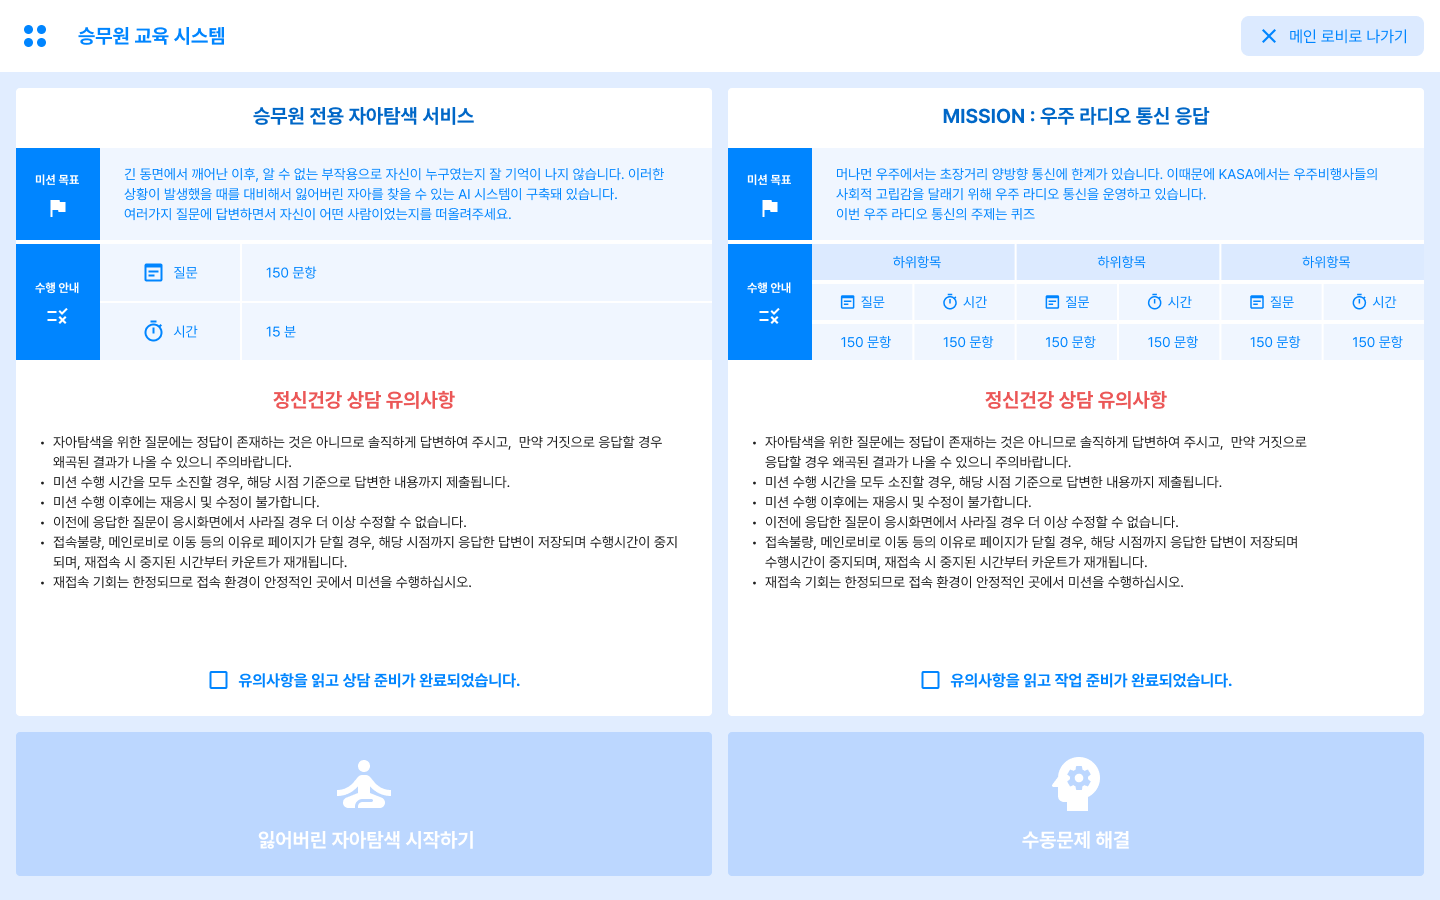 승무원 교육 시스템
메인 로비로 나가기
승무원 전용 자아탐색 서비스
미션 목표
긴 동면에서 깨어난 이후, 알 수 없는 부작용으로 자신이 누구였는지 잘 기억이 나지 않습니다. 이러한
상황이 발생했을 때를 대비해서 잃어버린 자아를 찾을 수 있는 AI 시스템이 구축돼 있습니다.
여러가지 질문에 답변하면서 자신이 어떤 사람이었는지를 떠올려주세요.
수행 안내
질문
150 문항
시간
15 분
정신건강 상담 유의사항
• 자아탐색을 위한 질문에는 정답이 존재하는 것은 아니므로 솔직하게 답변하여 주시고, 만약 거짓으로 응답할 경우
왜곡된 결과가 나올 수 있으니 주의바랍니다.
• 미션 수행 시간을 모두 소진할 경우, 해당 시점 기준으로 답변한 내용까지 제출됩니다.
• 미션 수행 이후에는 재응시 및 수정이 불가합니다.
• 이전에 응답한 질문이 응시화면에서 사라질 경우 더 이상 수정할 수 없습니다.
• 접속불량, 메인로비로 이동 등의 이유로 페이지가 닫힐 경우, 해당 시점까지 응답한 답변이 저장되며 수행시간이 중지
되며, 재접속 시 중지된 시간부터 카운트가 재개됩니다.
• 재접속 기회는 한정되므로 접속 환경이 안정적인 곳에서 미션을 수행하십시오.
유의사항을 읽고 상담 준비가 완료되었습니다.
잃어버린 자아탐색 시작하기
MISSION : 우주 라디오 통신 응답
미션 목표
머나먼 우주에서는 초장거리 양방향 통신에 한계가 있습니다. 이때문에 KASA에서는 우주비행사들의
사회적 고립감을 달래기 위해 우주 라디오 통신을 운영하고 있습니다.
이번 우주 라디오 통신의 주제는 퀴즈
수행 안내
하위항목 하위항목 하위항목
질문 시간 질문 시간 질문 시간
150 문항 150 문항 150 문항 150 문항 150 문항 150 문항
정신건강 상담 유의사항
• 자아탐색을 위한 질문에는 정답이 존재하는 것은 아니므로 솔직하게 답변하여 주시고, 만약 거짓으로
응답할 경우 왜곡된 결과가 나올 수 있으니 주의바랍니다.
• 미션 수행 시간을 모두 소진할 경우, 해당 시점 기준으로 답변한 내용까지 제출됩니다.
• 미션 수행 이후에는 재응시 및 수정이 불가합니다.
• 이전에 응답한 질문이 응시화면에서 사라질 경우 더 이상 수정할 수 없습니다.
• 접속불량, 메인로비로 이동 등의 이유로 페이지가 닫힐 경우, 해당 시점까지 응답한 답변이 저장되며
수행시간이 중지되며, 재접속 시 중지된 시간부터 카운트가 재개됩니다.
• 재접속 기회는 한정되므로 접속 환경이 안정적인 곳에서 미션을 수행하십시오.
유의사항을 읽고 작업 준비가 완료되었습니다.
수동문제 해결